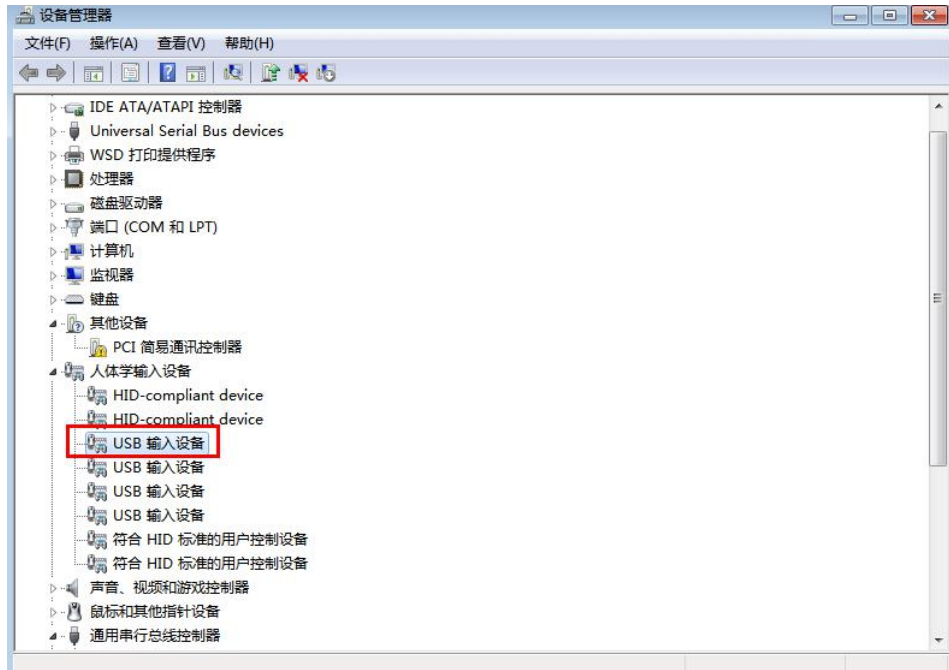 设备管理器
文件(F) 操作(A) 查看(V) 帮助(H)
IDE ATA/ATAPI 控制器
Universal Serial Bus devices
WSD 打印提供程序
处理器
磁盘驱动器
端口 (COM 和 LPT)
计算机
监视器
键盘
其他设备
PCI 简易通讯控制器
人体学输入设备
HID-compliant device
HID-compliant device
USB 输入设备
USB 输入设备
USB 输入设备
USB 输入设备
符合 HID 标准的用户控制设备
符合 HID 标准的用户控制设备
声音、视频和游戏控制器
鼠标和其他指针设备
通用串行总线控制器